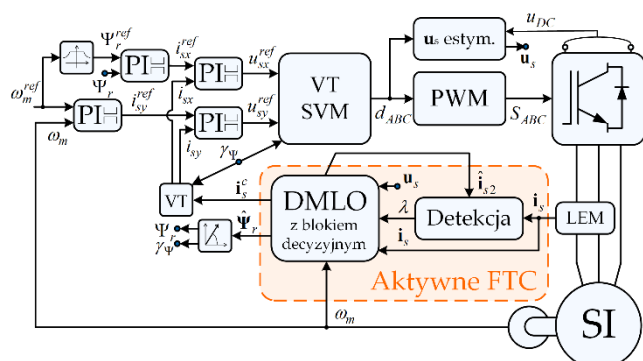 Ψ_r^ref
i_sx^ref
u_sx^ref
PI
PI
Ψ_r
ω_m^ref
i_sx
PI
i_sy^ref
PI
u_sy^ref
ω_m
i_sy
γ_Ψ
VT
SVM
u_s estym.
u_s
u_DC
d_ABC
PWM
S_ABC
VT
i_s^c
DMLO
z blokiem
decyzyjnym
u_s
î_s2
λ
Detekcja
i_s
i_s
LEM
Ψ_r
γ_Ψ
Ψ̂_r
Aktywne FTC
ω_m
SI